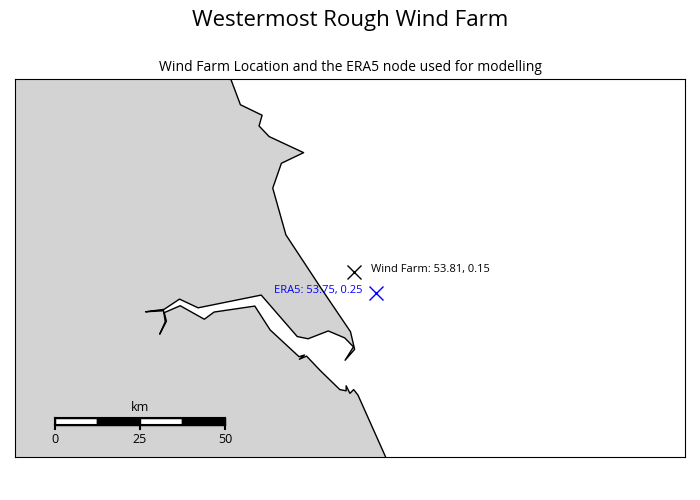 Westermost Rough Wind Farm
Wind Farm Location and the ERA5 node used for modelling
Wind Farm: 53.81, 0.15
ERA5: 53.75, 0.25
km
0 25 50